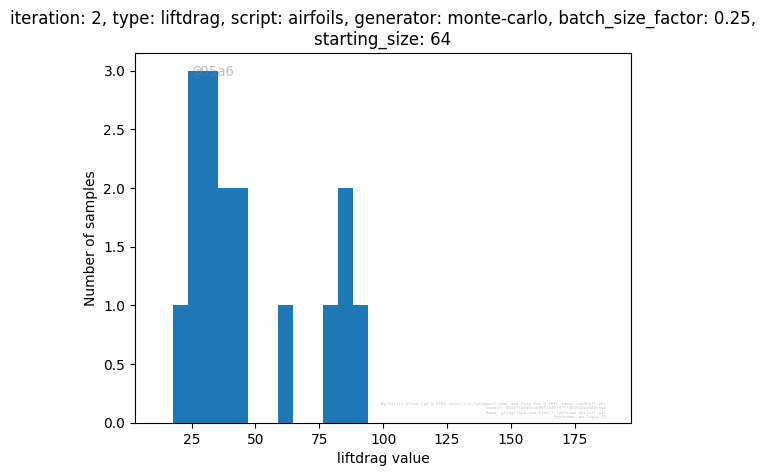 iteration: 2, type: liftdrag, script: airfoils, generator: monte-carlo, batch_size_factor: 0.25,
starting_size: 64
@95a6
3.0
2.5
2.0
1.5
1.0
0.5
0.0
Number of samples
25 50 75 100 125 150 175
liftdrag value